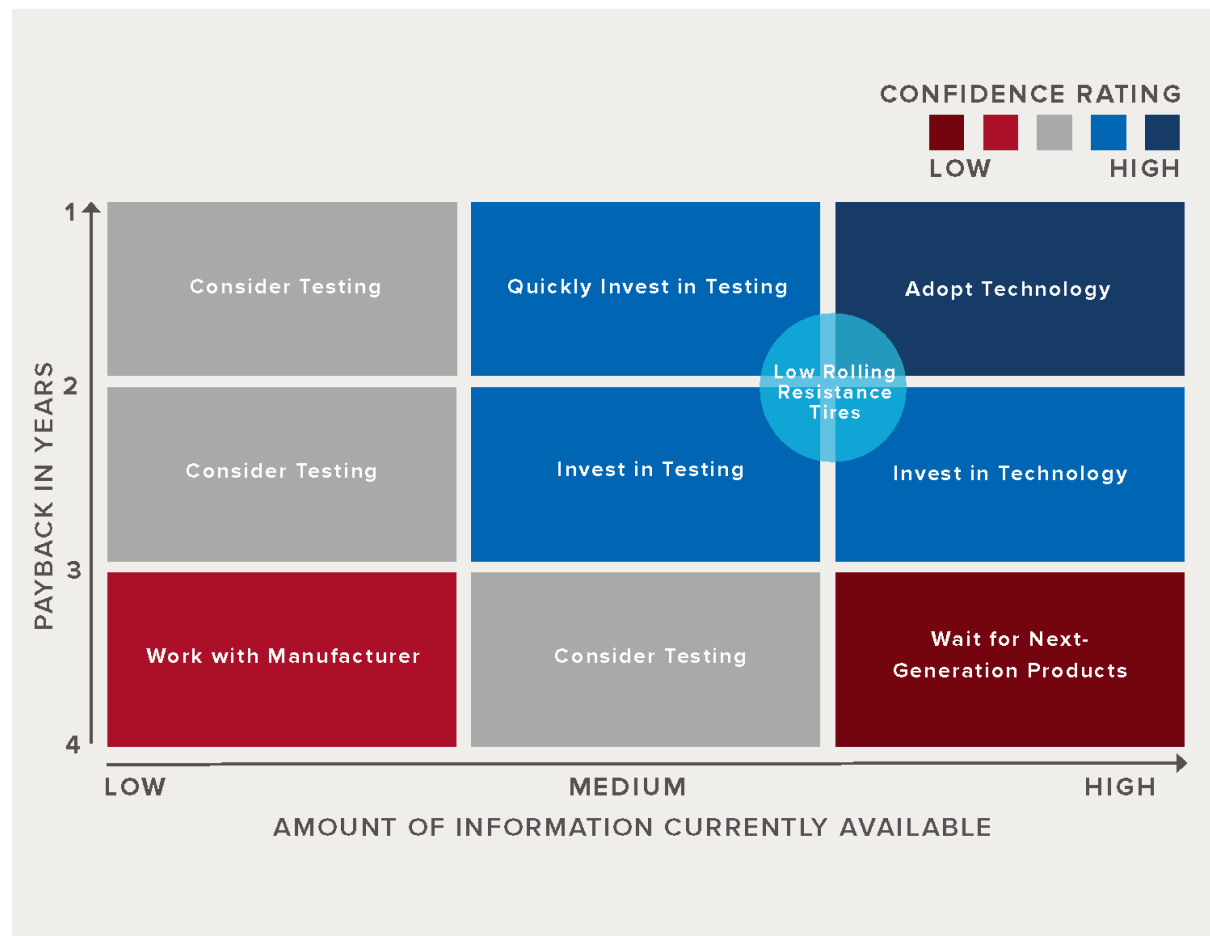 CONFIDENCE RATING
LOW HIGH
1
Consider Testing
Quickly Invest in Testing
Adopt Technology
Low Rolling
Resistance
Tires
2
Consider Testing
Invest in Testing
Invest in Technology
PAYBACK IN YEARS
3
Work with Manufacturer
Consider Testing
Wait for Next-
Generation Products
4
LOW MEDIUM HIGH
AMOUNT OF INFORMATION CURRENTLY AVAILABLE